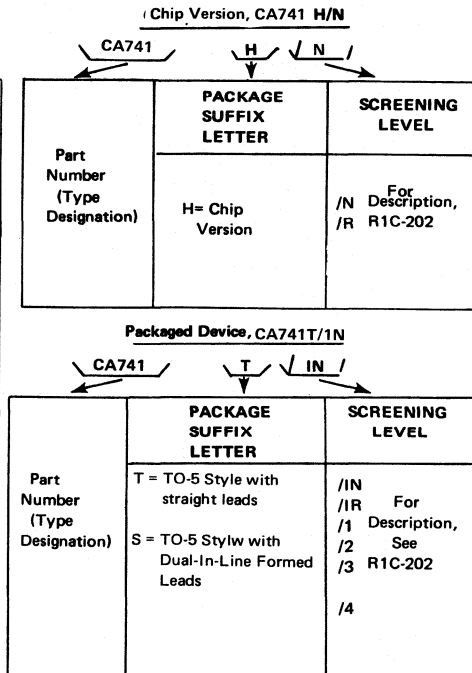 (Chip Version, CA741 H/N
CA741 H / N /
PACKAGE SUFFIX LETTER
SCREENING LEVEL
Part Number (Type Designation)
H= Chip Version
/N For Description,
/R R1C-202
Packaged Device, CA741T/1N
CA741 T / IN /
PACKAGE SUFFIX LETTER
SCREENING LEVEL
Part Number (Type Designation)
T = TO-5 Style with straight leads
S = TO-5 Stylw with Dual-In-Line Formed Leads
/IN
/IR For
/1 Description,
/2 See
/3 R1C-202
/4